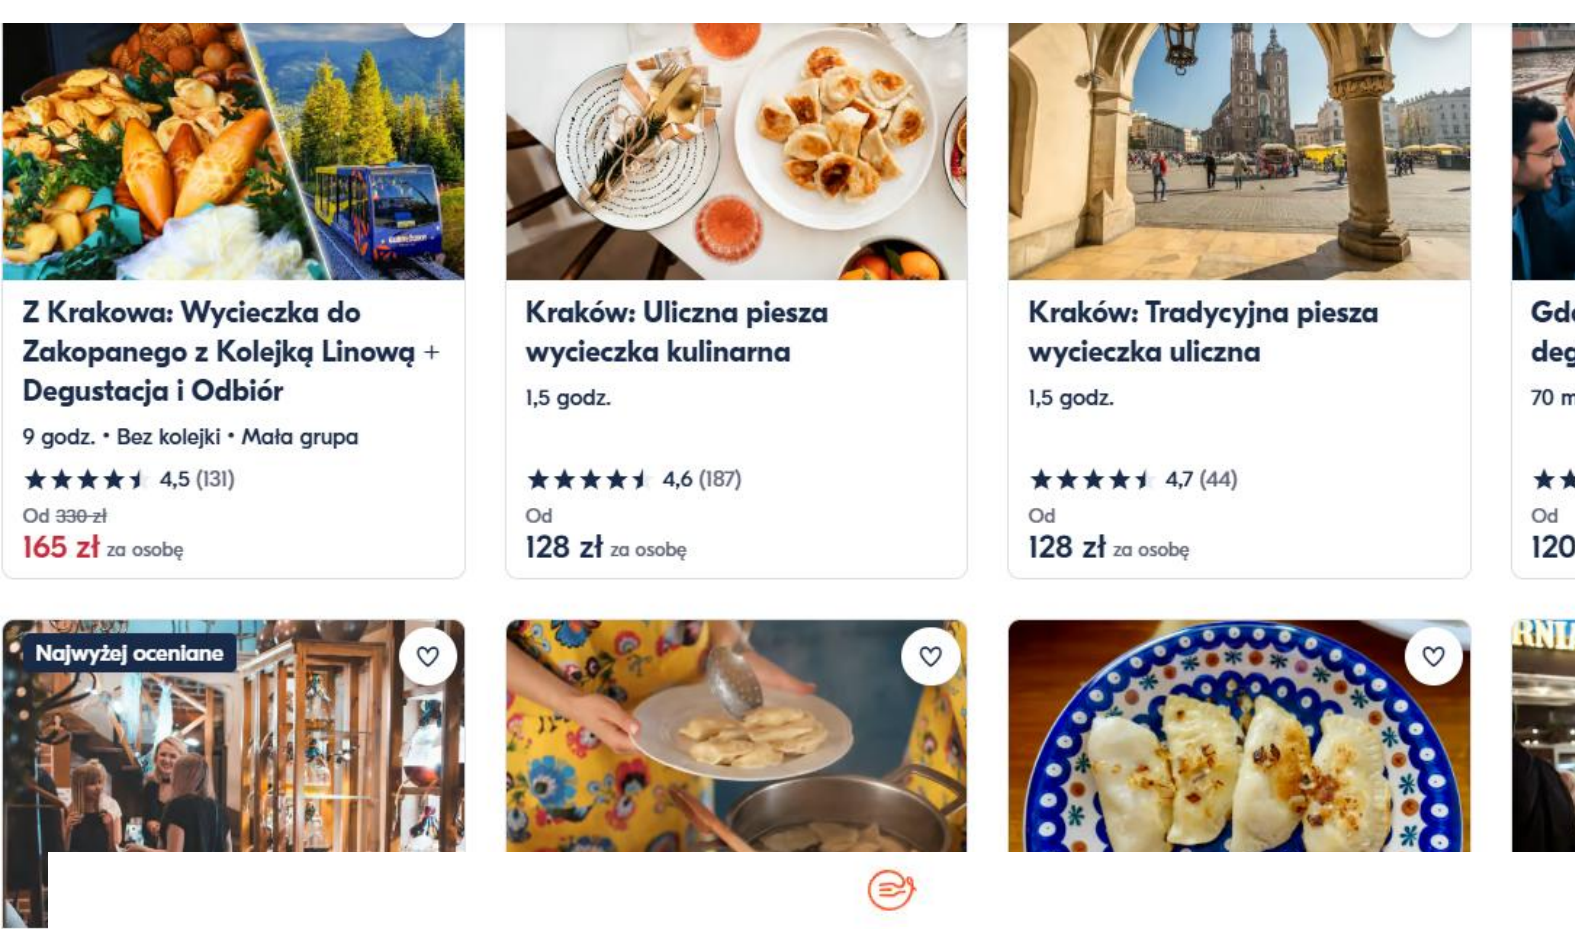 Z Krakowa: Wycieczka do
Zakopanego z Kolejką Linową +
Degustacja i Odbiór
9 godz. • Bez kolejki • Mała grupa
4,5 (131)
Od 330 zł
165 zł za osobę
Kraków: Uliczna piesza
wycieczka kulinarna
1,5 godz.
4,6 (187)
Od
128 zł za osobę
Kraków: Tradycyjna piesza
wycieczka uliczna
1,5 godz.
4,7 (44)
Od
128 zł za osobę
70
Od
120
Najwyżej oceniane